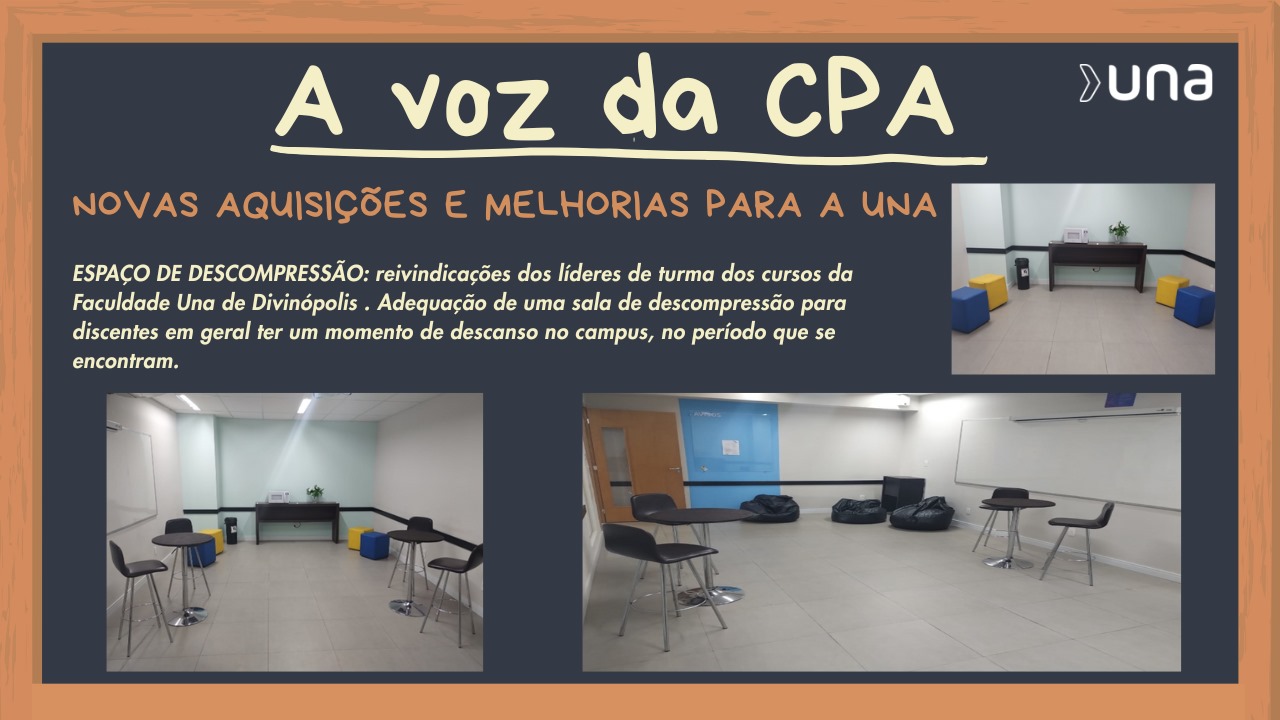 A voz da CPA
una
NOVAS AQUISIÇÕES E MELHORIAS PARA A UNA
ESPAÇO DE DESCOMPRESSÃO: reivindicações dos líderes de turma dos cursos da
Faculdade Una de Divinópolis . Adequação de uma sala de descompressão para
discentes em geral ter um momento de descanso no campus, no período que se
encontram.